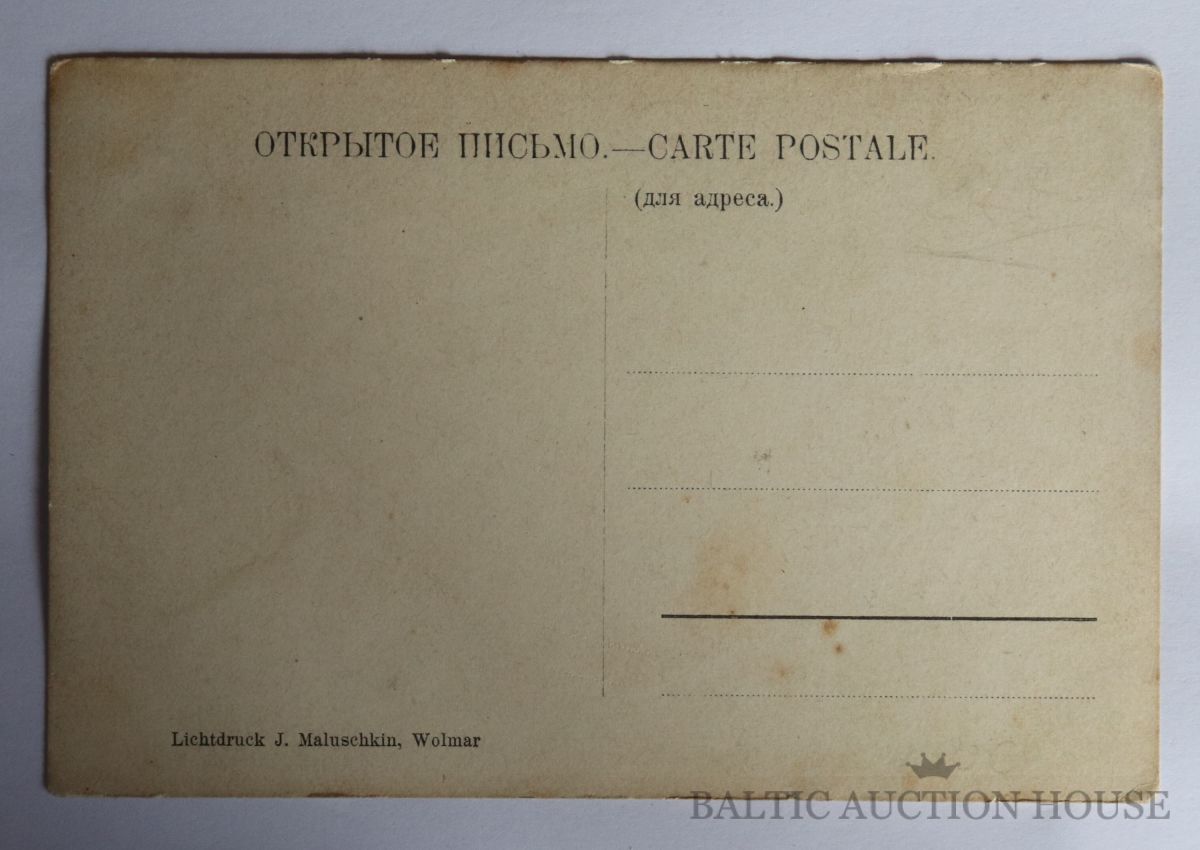 ОТКРЫТОЕ ПИСЬМО.—CARTE POSTALE.
(для адреса.)
Lichtdruck J. Maluschkin, Wolmar
BALTIC AUCTION HOUSE